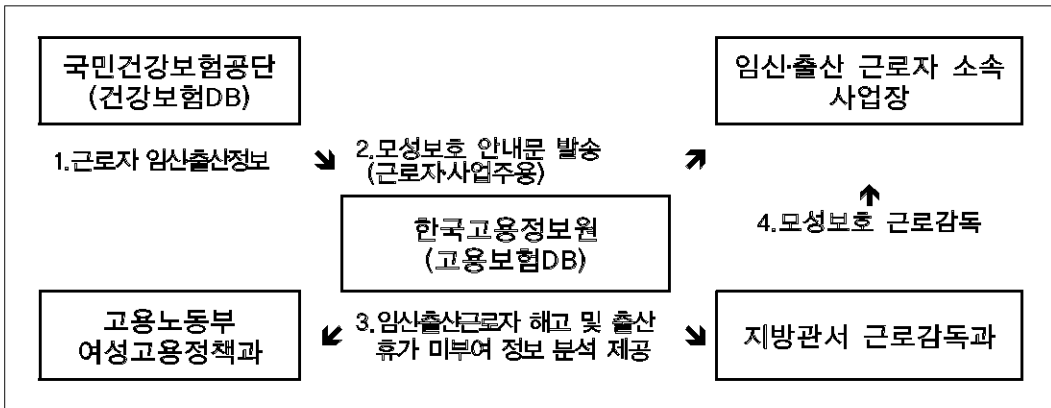 국민건강보험공단
(건강보험DB)
임신·출산 근로자 소속
사업장
1.근로자 임신·출산정보
2.모성보호 안내문 발송
(근로자·사업주용)
한국고용정보원
(고용보험DB)
4.모성보호 근로감독
고용노동부
여성고용정책과
3.임신·출산근로자 해고 및 출산
휴가 미부여 정보 분석 제공
지방관서 근로감독과